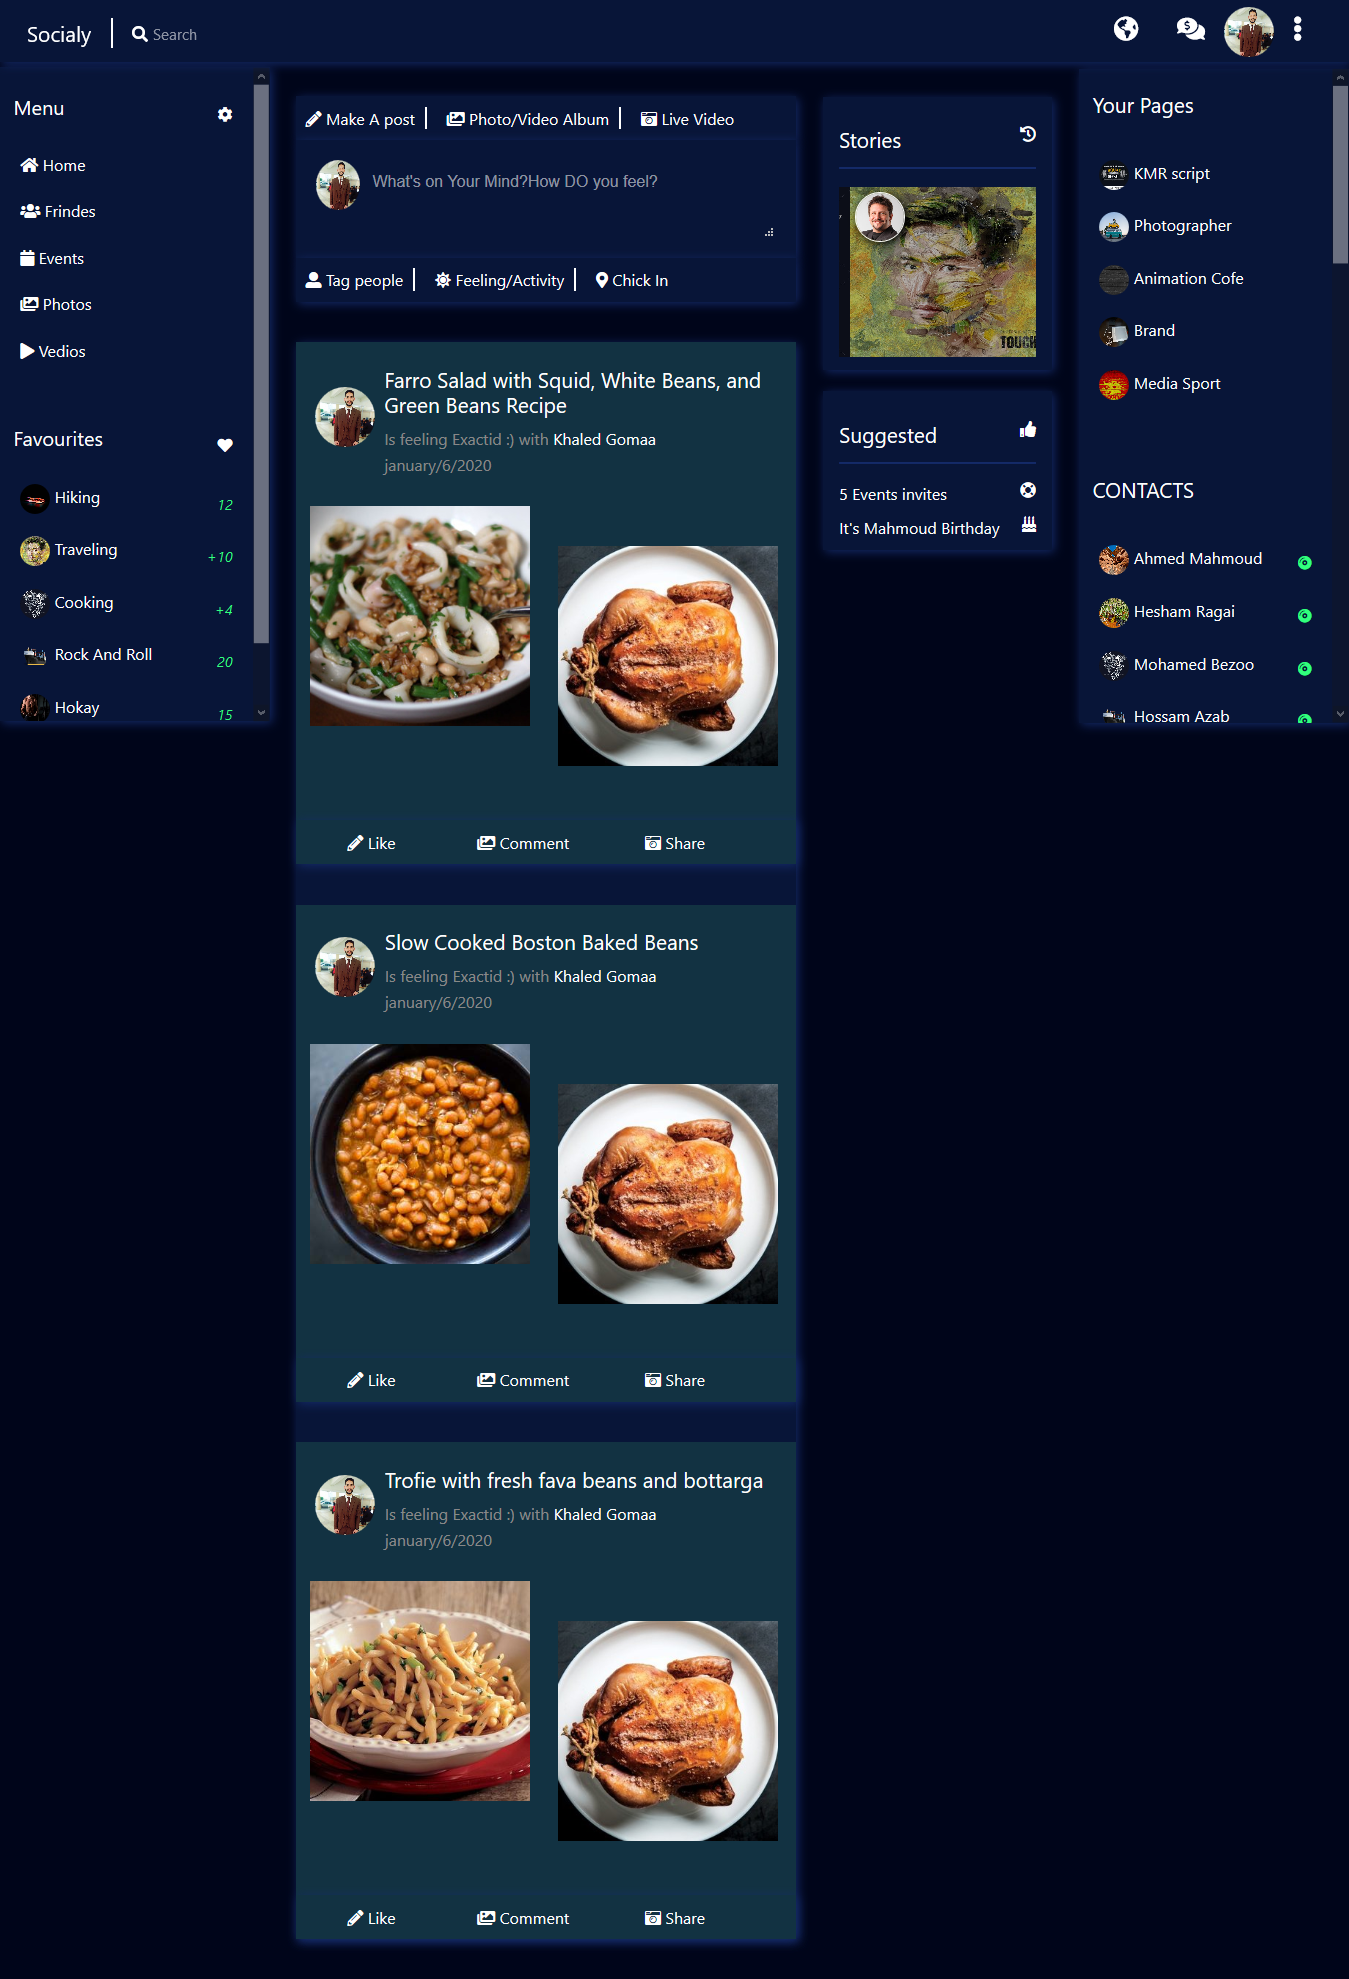 Socialy
Search
Menu
Home
Frindes
Events
Photos
Vedios
Favourites
Hiking 12
Traveling +10
Cooking +4
Rock And Roll 20
Hokay 15
Make A post Photo/Video Album Live Video
What's on Your Mind?How DO you feel?
Tag people Feeling/Activity Chick In
Farro Salad with Squid, White Beans, and
Green Beans Recipe
Is feeling Exactid :) with Khaled Gomaa
january/6/2020
Like Comment Share
Slow Cooked Boston Baked Beans
Is feeling Exactid :) with Khaled Gomaa
january/6/2020
Like Comment Share
Trofie with fresh fava beans and bottarga
Is feeling Exactid :) with Khaled Gomaa
january/6/2020
Like Comment Share
Stories
TOUCH
Suggested
5 Events invites
It's Mahmoud Birthday
Your Pages
KMR script
Photographer
Animation Cofe
Brand
Media Sport
CONTACTS
Ahmed Mahmoud
Hesham Ragai
Mohamed Bezoo
Hossam Azab